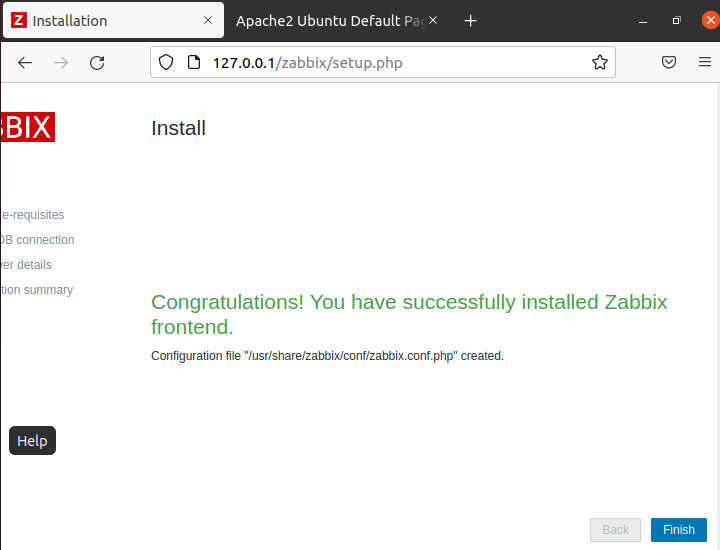 Z Installation
Apache2 Ubuntu Default Pag
127.0.0.1/zabbix/setup.php
BBIX
Install
re-requisites
DB connection
ver details
tion summary
Congratulations! You have successfully installed Zabbix
frontend.
Configuration file "/usr/share/zabbix/conf/zabbix.conf.php" created.
Help
Back
Finish